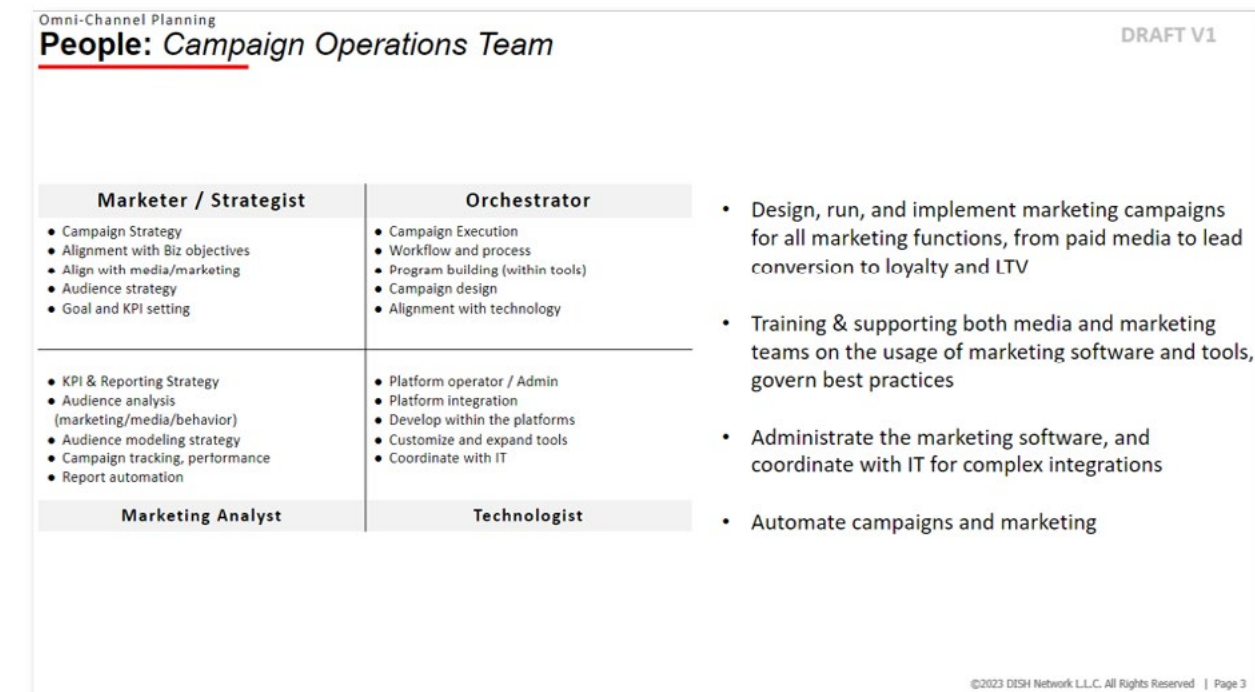 Omni-Channel Planning
People: Campaign Operations Team
DRAFT V1
Marketer / Strategist
• Campaign Strategy
• Alignment with Biz objectives
• Align with media/marketing
• Audience strategy
• Goal and KPI setting
Orchestrator
• Campaign Execution
• Workflow and process
• Program building (within tools)
• Campaign design
• Alignment with technology
• KPI & Reporting Strategy
• Audience analysis
(marketing/media/behavior)
• Audience modeling strategy
• Campaign tracking, performance
• Report automation
Marketing Analyst
• Platform operator / Admin
• Platform integration
• Develop within the platforms
• Customize and expand tools
• Coordinate with IT
Technologist
• Design, run, and implement marketing campaigns
for all marketing functions, from paid media to lead
conversion to loyalty and LTV
• Training & supporting both media and marketing
teams on the usage of marketing software and tools,
govern best practices
• Administrate the marketing software, and
coordinate with IT for complex integrations
• Automate campaigns and marketing
©2023 DISH Network L.L.C. All Rights Reserved | Page 3